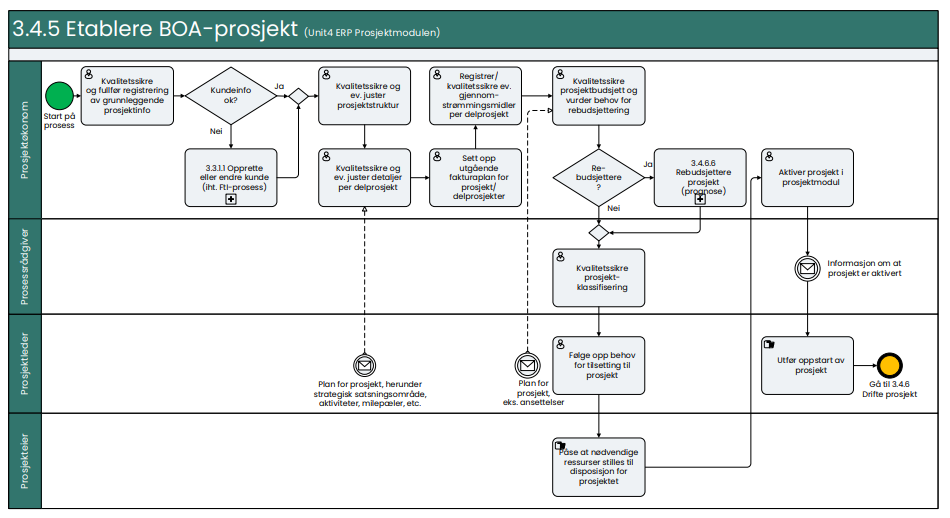 3.4.5 Etablere BOA-prosjekt (Unit4 ERP Prosjektmodulen)
Prosjektøkonom
Start på
prosess
Kvalitetssikre
og fullfør registrering
av grunnleggende
prosjektinfo
Kundeinfo
ok?
Ja
Nei
3.3.1.1 Opprette
eller endre kunde
(iht. FtI-prosess)
Kvalitetssikre og
ev. juster
prosjektstruktur
Kvalitetssikre og
ev. juster detaljer
per delprosjekt
Registrer/
kvalitetssikre ev.
gjennom-
strømmingsmidler
per delprosjekt
Sett opp
utgående
fakturaplan for
prosjekt/
delprosjekter
Kvalitetssikre
prosjektbudsjett og
vurder behov for
rebudsjettering
Re-
budsjettere
?
Ja
Nei
3.4.6.6
Rebudsjettere
prosjekt
(prognose)
Aktiver prosjekt i
prosjektmodul
Prosessrådgiver
Kvalitetssikre
prosjekt-
klassifisering
Informasjon om at
prosjekt er aktivert
Prosjektleder
Plan for prosjekt, herunder
strategisk satsningsområde,
aktiviteter, milepæler, etc.
Plan for
prosjekt,
eks. ansettelser
Følge opp behov
for tilsetting til
prosjekt
Utfør oppstart av
prosjekt
Gå til 3.4.6
Drifte prosjekt
Prosjekteier
Påse at nødvendige
ressurser stilles til
disposisjon for
prosjektet